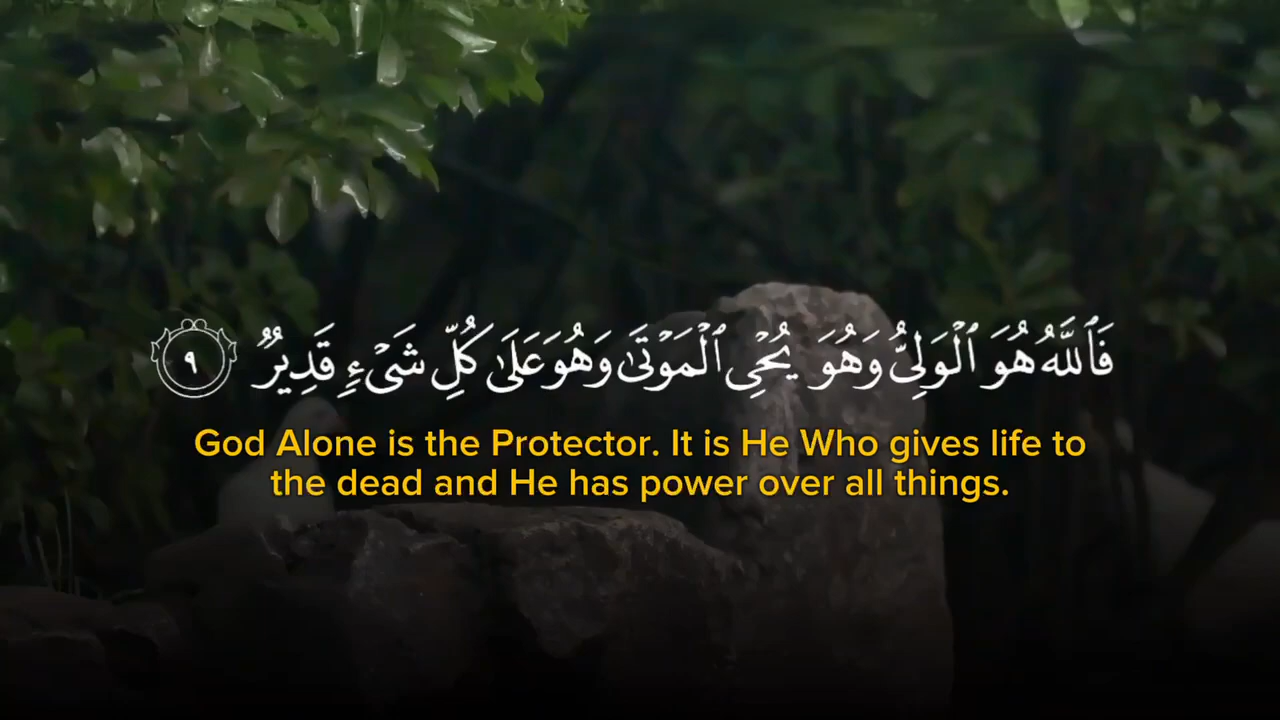 فَٱللَّهُ هُوَ ٱلْوَلِىُّ وَهُوَ يُحْىِ ٱلْمَوْتَىٰ وَهُوَ عَلَىٰ كُلِّ شَىْءٍ قَدِيرٌ ٩
God Alone is the Protector. It is He Who gives life to
the dead and He has power over all things.